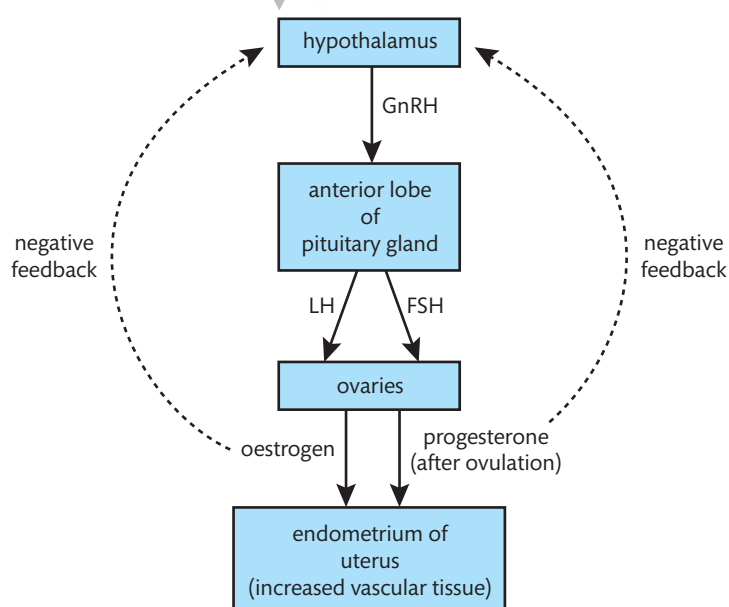 hypothalamus
GnRH
anterior lobe
of
pituitary gland
negative
feedback
negative
feedback
LH
FSH
ovaries
oestrogen
progesterone
(after ovulation)
endometrium of
uterus
(increased vascular tissue)